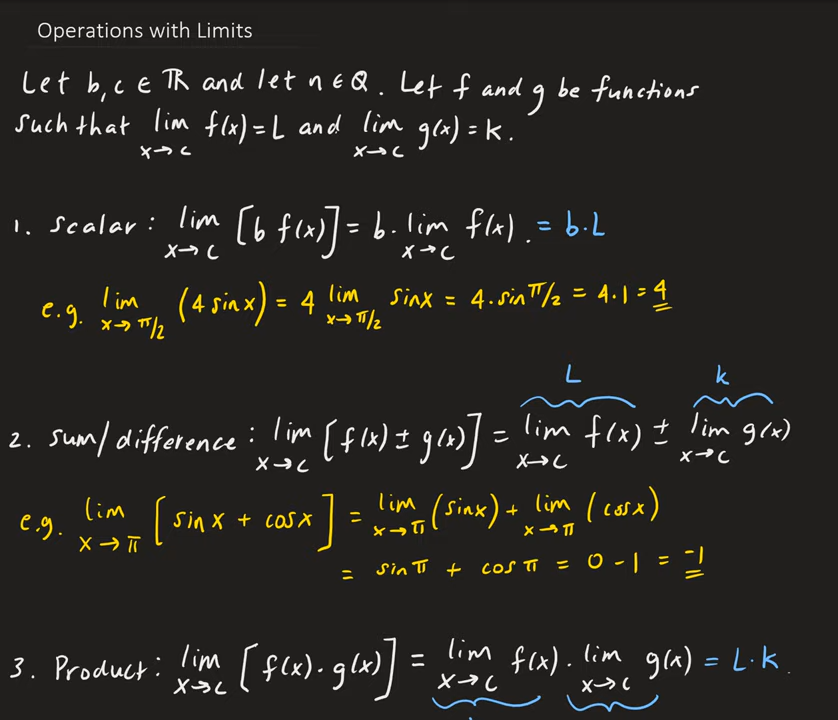 Operations with Limits
Let b, c ∈ ℝ and let n ∈ ℚ. Let f and g be functions
such that lim x→c f(x) = L and lim x→c g(x) = k.
1. scalar: lim x→c [b f(x)] = b · lim x→c f(x). = b·L
e.g. lim x→π/2 (4 sin x) = 4 lim x→π/2 sin x = 4·sin π/2 = 4·1 = 4
L k
2. sum/difference: lim x→c [f(x) ± g(x)] = lim x→c f(x) ± lim x→c g(x)
e.g. lim x→π [sin x + cos x] = lim x→π (sin x) + lim x→π (cos x)
= sin π + cos π = 0 - 1 = -1
3. Product: lim x→c [f(x) · g(x)] = lim x→c f(x) · lim x→c g(x) = L·k.